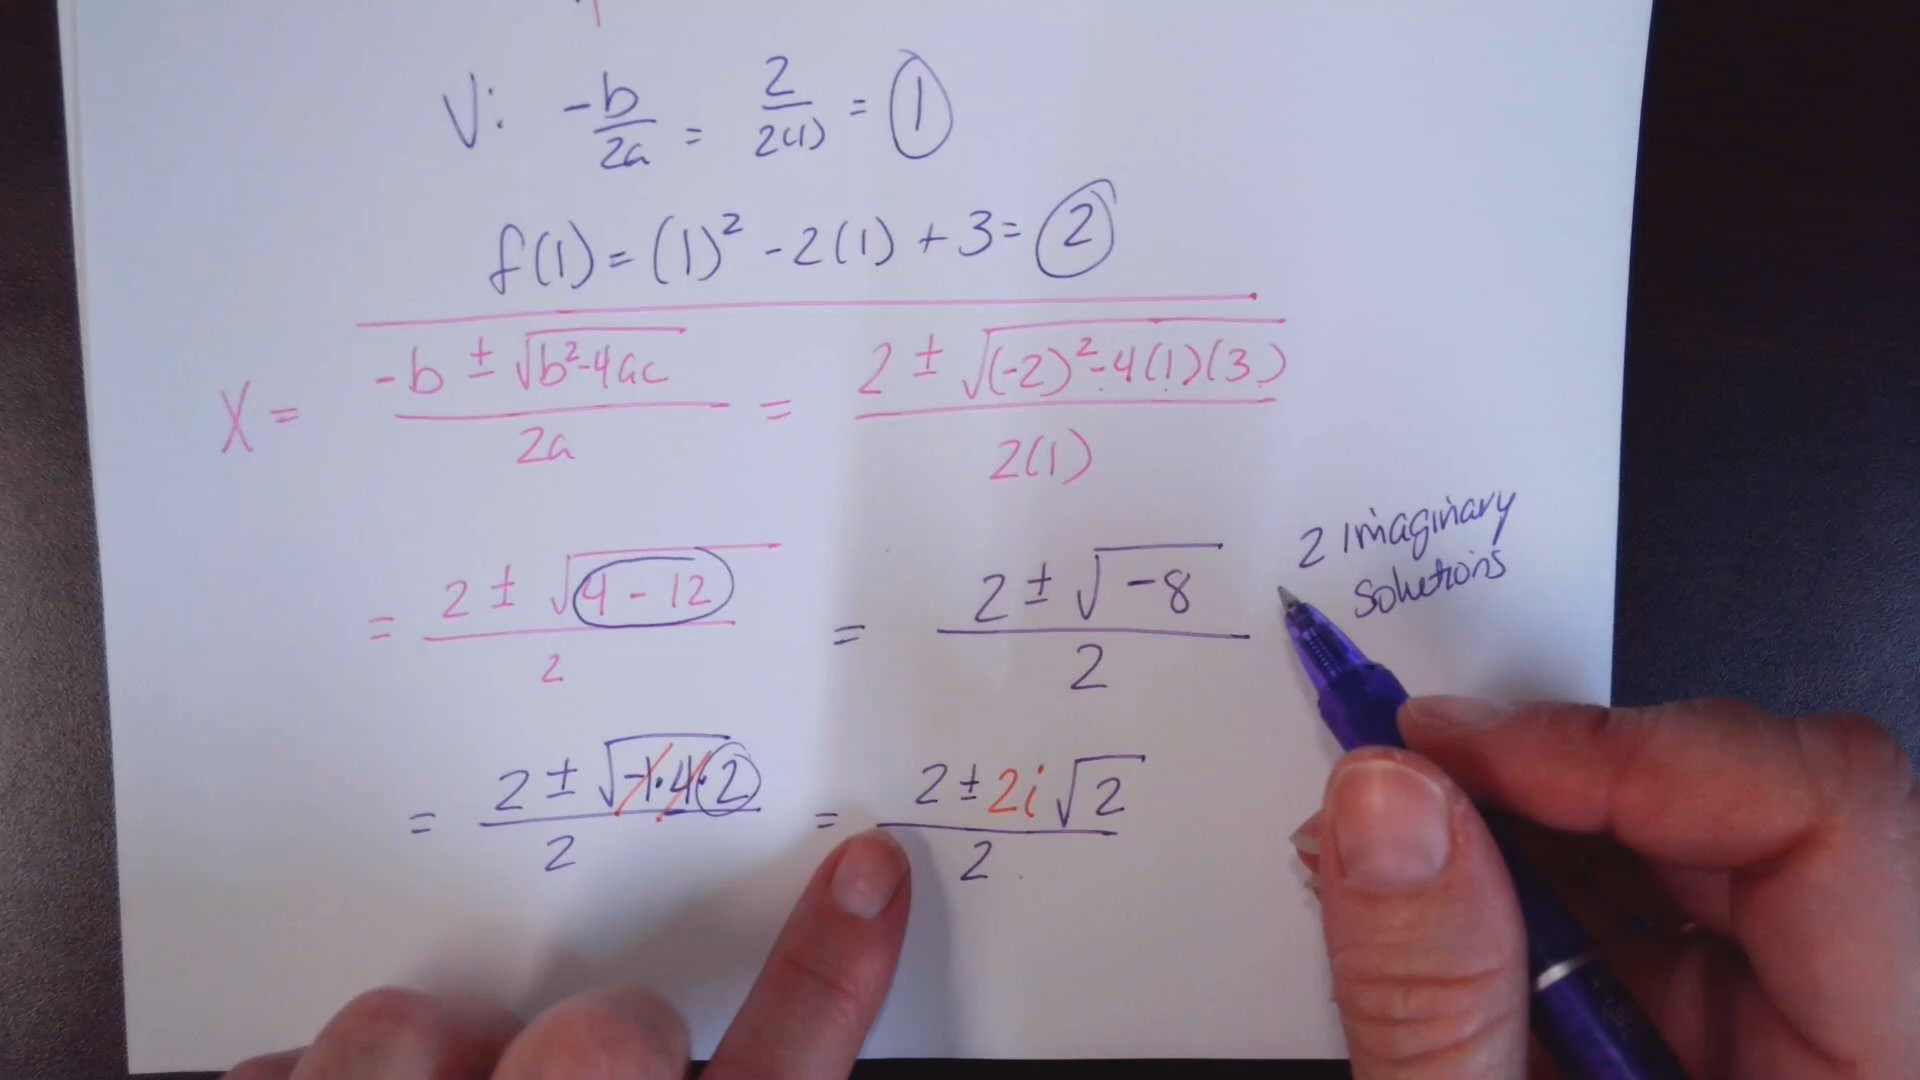 V: -b/2a = 2/2(1) = 1
f(1) = (1)² - 2(1) + 3 = 2
X = -b ± √b²-4ac / 2a = 2 ± √(-2)² - 4(1)(3) / 2(1)
= 2 ± √4 - 12 / 2 = 2 ± √-8 / 2
2 imaginary
solutions
= 2 ± √-1·4·2 / 2 = 2 ± 2i√2 / 2